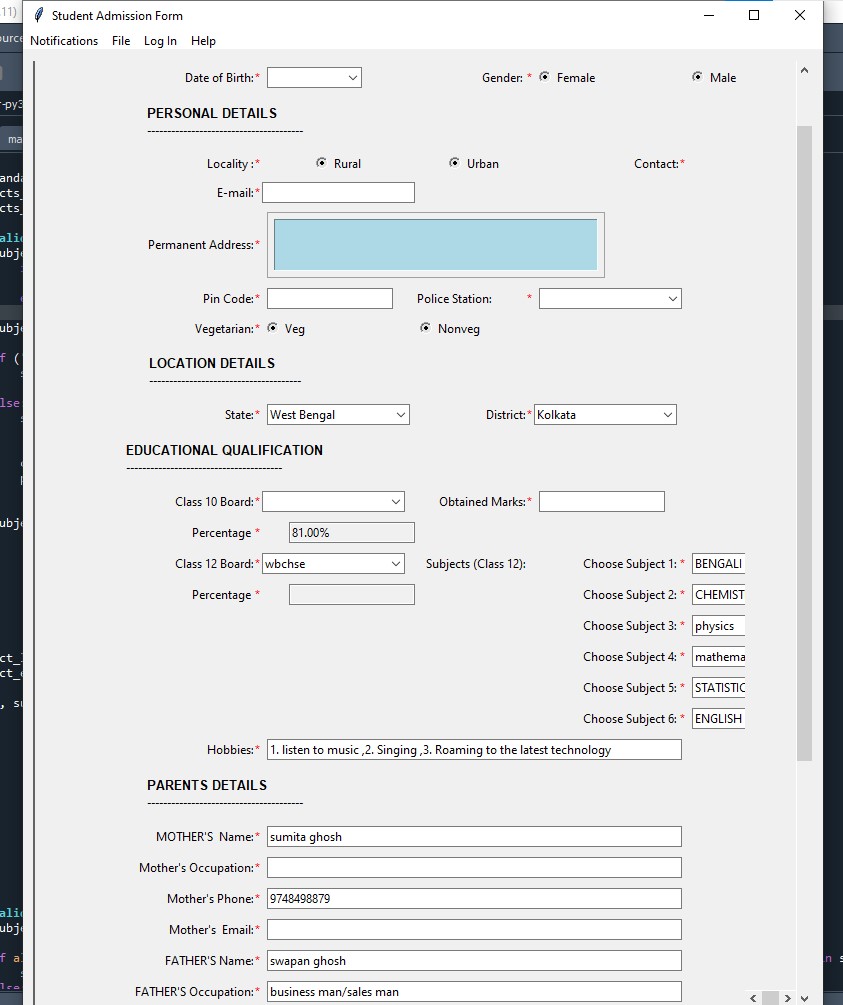 Student Admission Form
Notifications File Log In Help
Date of Birth:* Gender: * Female Male
PERSONAL DETAILS
---------------------------------------
Locality :* Rural Urban Contact:*
E-mail:*
Permanent Address:*
Pin Code:* Police Station: *
Vegetarian:* Veg Nonveg
LOCATION DETAILS
--------------------------------------
State:* West Bengal District:* Kolkata
EDUCATIONAL QUALIFICATION
---------------------------------------
Class 10 Board:* Obtained Marks:*
Percentage * 81.00%
Class 12 Board:* wbchse Subjects (Class 12): Choose Subject 1: * BENGALI
Percentage * Choose Subject 2: * CHEMIST
Choose Subject 3: * physics
Choose Subject 4: * mathema
Choose Subject 5: * STATISTIC
Choose Subject 6: * ENGLISH
Hobbies:* 1. listen to music ,2. Singing ,3. Roaming to the latest technology
PARENTS DETAILS
---------------------------------------
MOTHER'S Name:* sumita ghosh
Mother's Occupation:*
Mother's Phone:* 9748498879
Mother's Email:*
FATHER'S Name:* swapan ghosh
FATHER'S Occupation:* business man/sales man